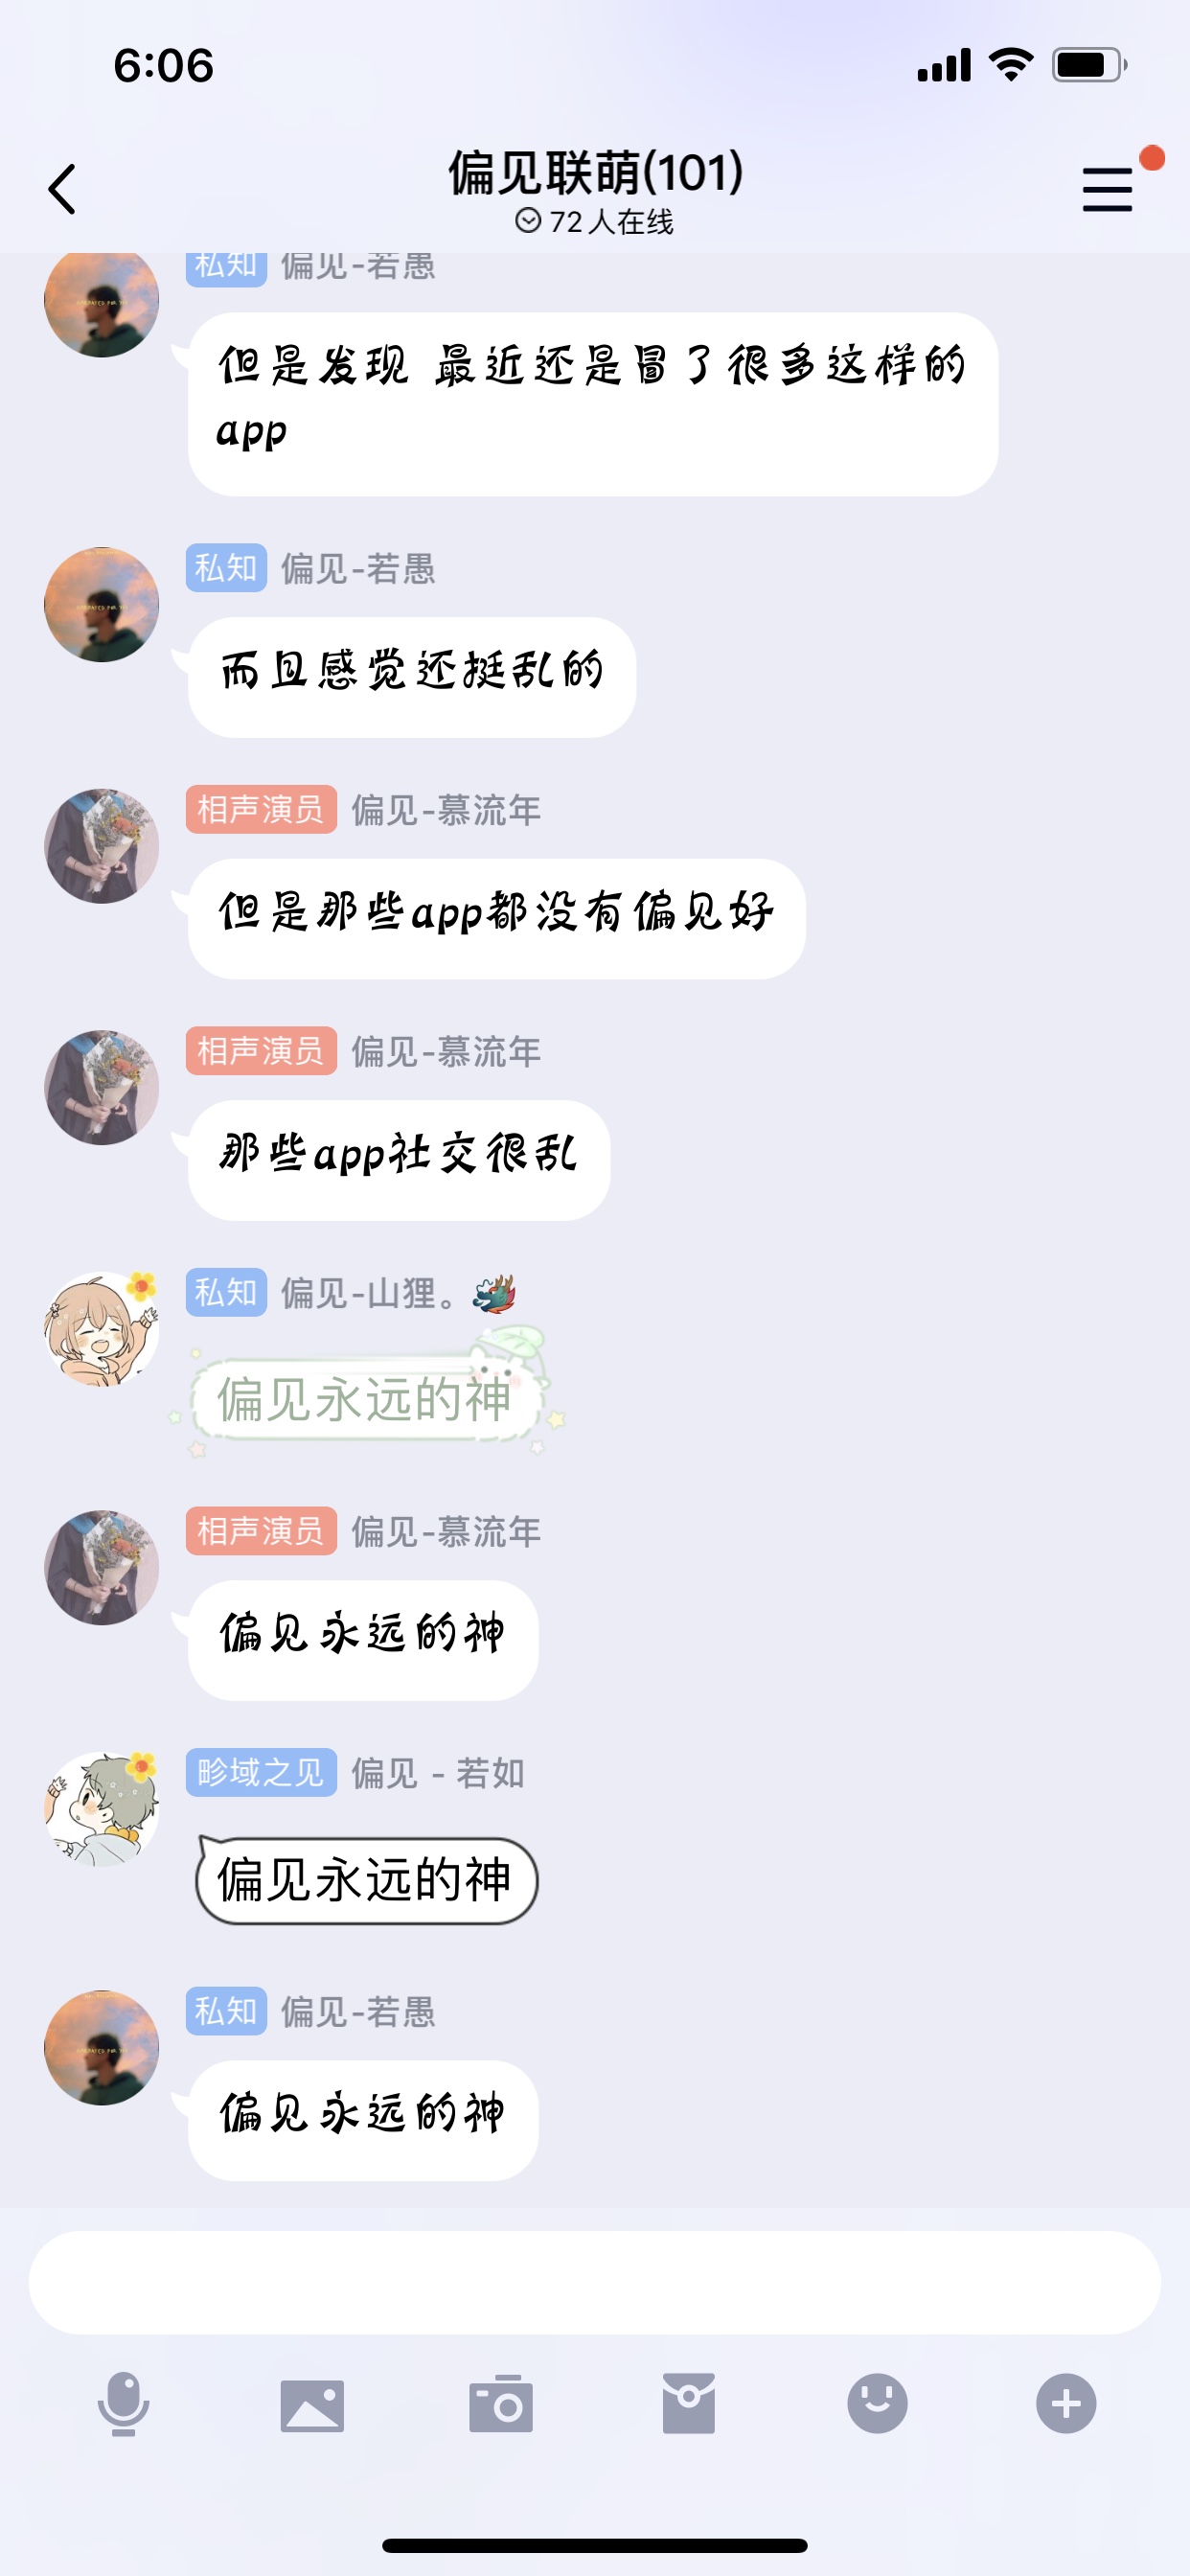 6:06
偏见联萌(101)
72人在线
私知 偏见-若愚
但是发现 最近还是冒了很多这样的
app
私知 偏见-若愚
而且感觉还挺乱的
相声演员 偏见-慕流年
但是那些app都没有偏见好
相声演员 偏见-慕流年
那些app社交很乱
私知 偏见-山狸。
偏见永远的神
相声演员 偏见-慕流年
偏见永远的神
畛域之见 偏见 - 若如
偏见永远的神
私知 偏见-若愚
偏见永远的神